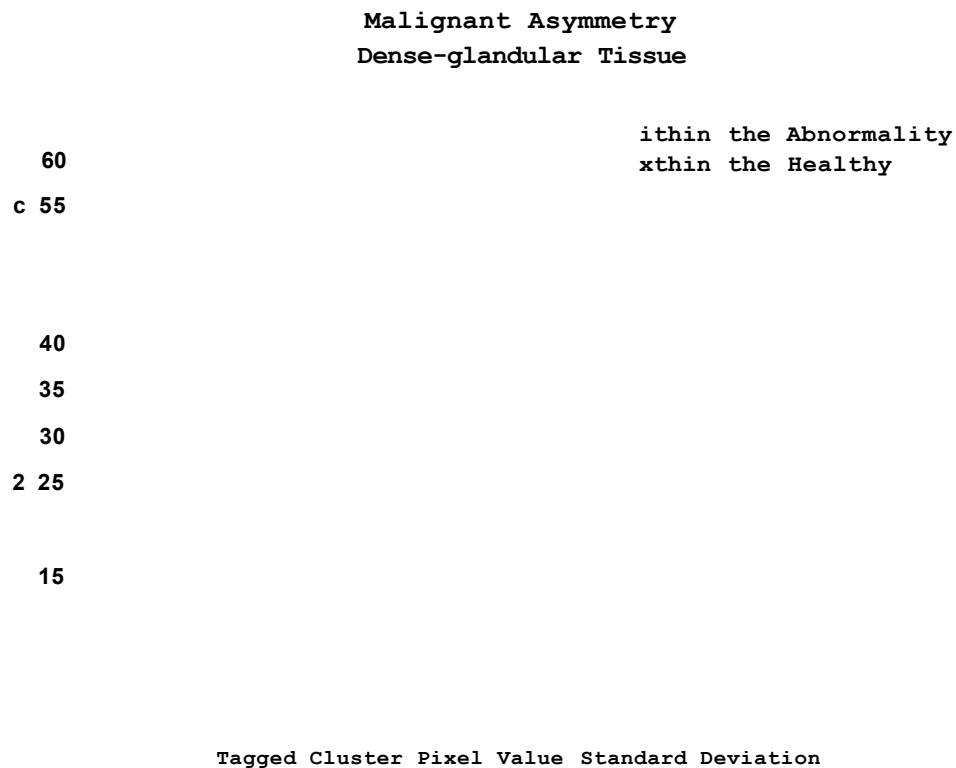 Malignant Asymmetry
Dense-glandular Tissue
ithin the Abnormality
60
xthin the Healthy
c 55
40
35
30
2 25
15
Tagged Cluster Pixel Value Standard Deviation